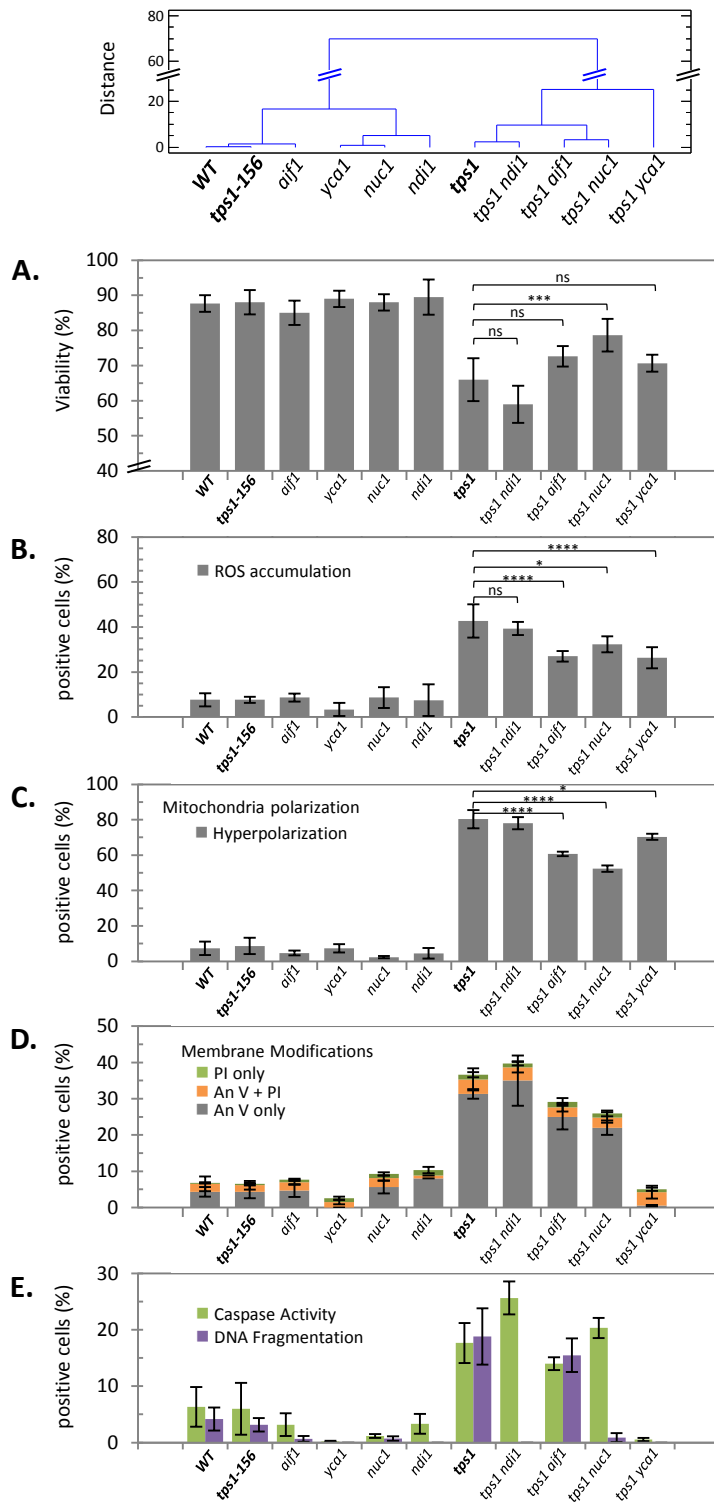 80
60
Distance
20
0
WT
tps1-156
aif1
yca1
nuc1
ndi1
tps1
tps1 ndi1
tps1 aif1
tps1 nuc1
tps1 yca1
A.
100
90
80
70
60
50
40
Viability (%)
ns
***
ns
ns
WT
tps1-156
aif1
yca1
nuc1
ndi1
tps1
tps1 ndi1
tps1 aif1
tps1 nuc1
tps1 yca1
B.
80
60
40
20
0
positive cells (%)
ROS accumulation
****
*
****
ns
WT
tps1-156
aif1
yca1
nuc1
ndi1
tps1
tps1 ndi1
tps1 aif1
tps1 nuc1
tps1 yca1
C.
100
80
60
40
20
0
positive cells (%)
Mitochondria polarization
Hyperpolarization
*
****
****
WT
tps1-156
aif1
yca1
nuc1
ndi1
tps1
tps1 ndi1
tps1 aif1
tps1 nuc1
tps1 yca1
D.
50
40
30
20
10
0
positive cells (%)
Membrane Modifications
PI only
An V + PI
An V only
WT
tps1-156
aif1
yca1
nuc1
ndi1
tps1
tps1 ndi1
tps1 aif1
tps1 nuc1
tps1 yca1
E.
30
20
10
0
positive cells (%)
Caspase Activity
DNA Fragmentation
WT
tps1-156
aif1
yca1
nuc1
ndi1
tps1
tps1 ndi1
tps1 aif1
tps1 nuc1
tps1 yca1